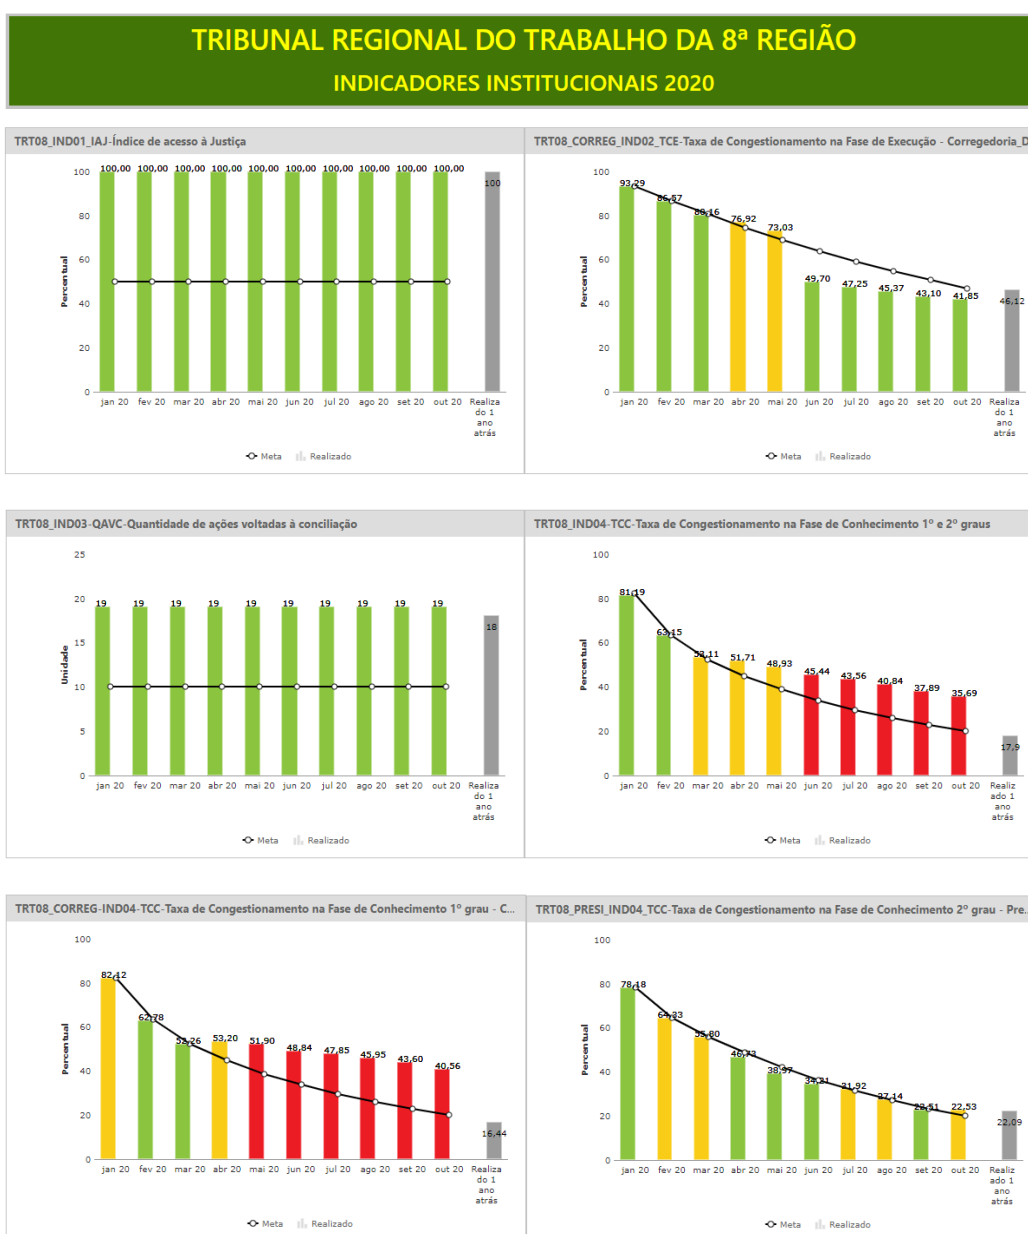 TRIBUNAL REGIONAL DO TRABALHO DA 8ª REGIÃO
INDICADORES INSTITUCIONAIS 2020
TRT08_IND01_IAJ-Índice de acesso à Justiça
100
80
60
40
20
0
Percentual
100,00 100,00 100,00 100,00 100,00 100,00 100,00 100,00 100,00 100,00
100
jan 20 fev 20 mar 20 abr 20 mai 20 jun 20 jul 20 ago 20 set 20 out 20 Realiza
do 1
ano
atrás
Meta Realizado
TRT08_CORREG_IND02_TCE-Taxa de Congestionamento na Fase de Execução - Corregedoria_D
100
80
60
40
20
0
Percentual
93,29 86,57 80,16 76,92 73,03 49,70 47,25 45,37 43,10 41,85
46,12
jan 20 fev 20 mar 20 abr 20 mai 20 jun 20 jul 20 ago 20 set 20 out 20 Realiza
do 1
ano
atrás
Meta Realizado
TRT08_IND03-QAVC-Quantidade de ações voltadas à conciliação
25
20
15
10
5
0
Unidade
19 19 19 19 19 19 19 19 19 19
18
jan 20 fev 20 mar 20 abr 20 mai 20 jun 20 jul 20 ago 20 set 20 out 20 Realiza
do 1
ano
atrás
Meta Realizado
TRT08_IND04-TCC-Taxa de Congestionamento na Fase de Conhecimento 1º e 2º graus
100
80
60
40
20
0
Percentual
81,19 63,15 53,11 51,71 48,93 45,44 43,56 40,84 37,89 35,69
17,9
jan 20 fev 20 mar 20 abr 20 mai 20 jun 20 jul 20 ago 20 set 20 out 20 Realiz
ado 1
ano
atrás
Meta Realizado
TRT08_CORREG-IND04-TCC-Taxa de Congestionamento na Fase de Conhecimento 1º grau - C...
100
80
60
40
20
0
Percentual
82,12 62,78 52,26 53,20 51,90 48,84 47,85 45,95 43,60 40,56
16,44
jan 20 fev 20 mar 20 abr 20 mai 20 jun 20 jul 20 ago 20 set 20 out 20 Realiza
do 1
ano
atrás
Meta Realizado
TRT08_PRESI_IND04_TCC-Taxa de Congestionamento na Fase de Conhecimento 2º grau - Pre..
100
80
60
40
20
0
Percentual
78,18 64,33 55,80 46,73 38,97 34,21 31,92 27,14 22,51 22,53
22,09
jan 20 fev 20 mar 20 abr 20 mai 20 jun 20 jul 20 ago 20 set 20 out 20 Realiz
ado 1
ano
atrás
Meta Realizado